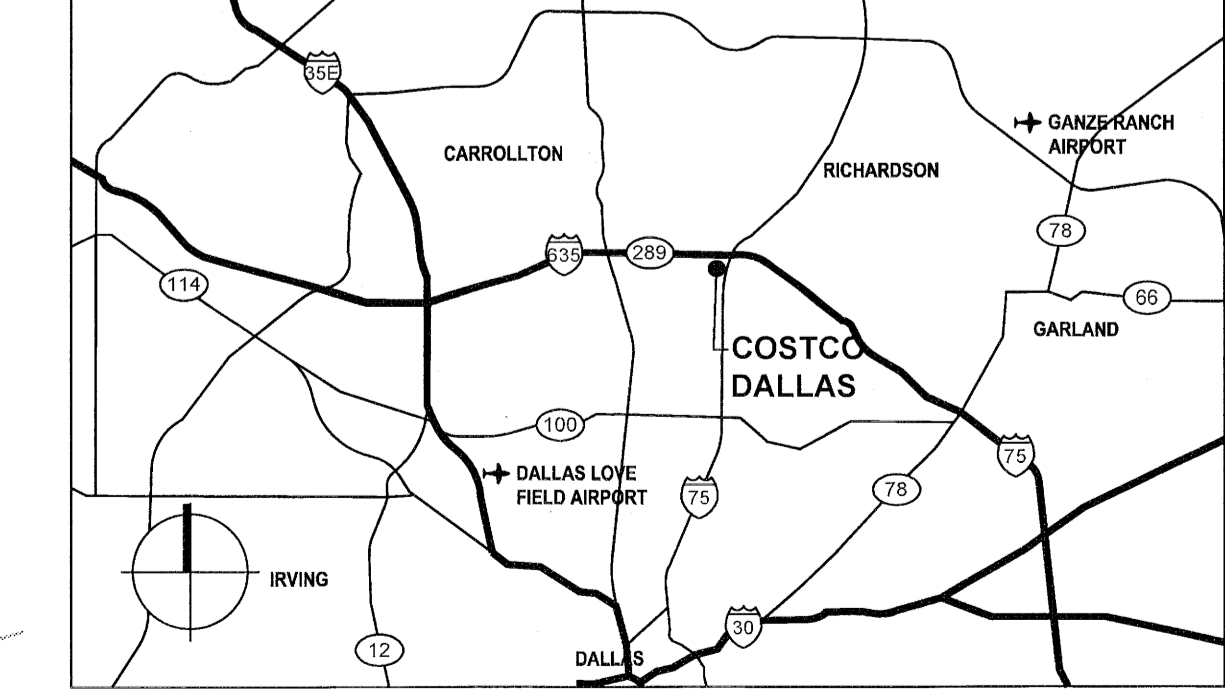 35E
GANZE RANCH
AIRPORT
CARROLLTON
RICHARDSON
78
635
289
114
66
GARLAND
COSTCO
DALLAS
100
75
DALLAS LOVE
FIELD AIRPORT
75
78
IRVING
30
12
DALLAS